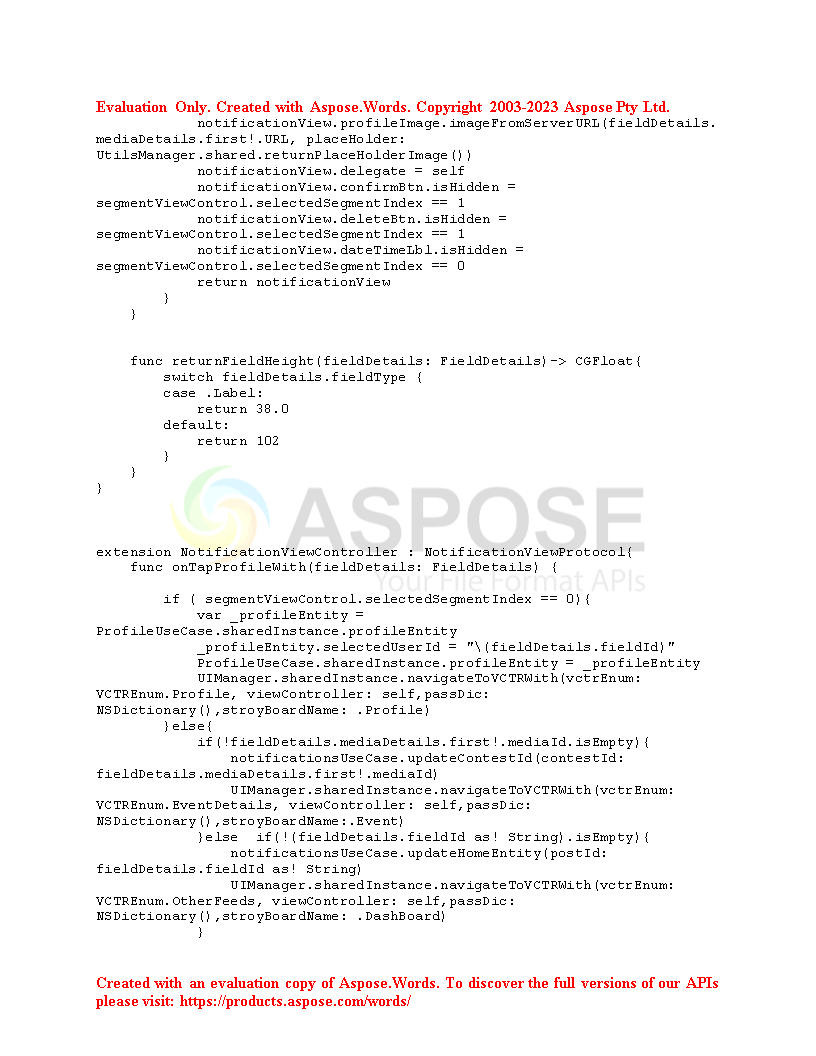 Evaluation Only. Created with Aspose.Words. Copyright 2003-2023 Aspose Pty Ltd.
            notificationView.profileImage.imageFromServerURL(fieldDetails.
mediaDetails.first!.URL, placeHolder:
UtilsManager.shared.returnPlaceHolderImage())
            notificationView.delegate = self
            notificationView.confirmBtn.isHidden =
segmentViewControl.selectedSegmentIndex == 1
            notificationView.deleteBtn.isHidden =
segmentViewControl.selectedSegmentIndex == 1
            notificationView.dateTimeLbl.isHidden =
segmentViewControl.selectedSegmentIndex == 0
            return notificationView
        }
    }
    func returnFieldHeight(fieldDetails: FieldDetails)-> CGFloat{
        switch fieldDetails.fieldType {
        case .Label:
            return 38.0
        default:
            return 102
        }
    }
}
ASPOSE
Your File Format APIs
extension NotificationViewController : NotificationViewProtocol{
    func onTapProfileWith(fieldDetails: FieldDetails) {
        if ( segmentViewControl.selectedSegmentIndex == 0){
            var _profileEntity =
ProfileUseCase.sharedInstance.profileEntity
            _profileEntity.selectedUserId = "\(fieldDetails.fieldId)"
            ProfileUseCase.sharedInstance.profileEntity = _profileEntity
            UIManager.sharedInstance.navigateToVCTRWith(vctrEnum:
VCTREnum.Profile, viewController: self,passDic:
NSDictionary(),stroyBoardName: .Profile)
        }else{
            if(!fieldDetails.mediaDetails.first!.mediaId.isEmpty){
                notificationsUseCase.updateContestId(contestId:
fieldDetails.mediaDetails.first!.mediaId)
                UIManager.sharedInstance.navigateToVCTRWith(vctrEnum:
VCTREnum.EventDetails, viewController: self,passDic:
NSDictionary(),stroyBoardName:.Event)
            }else  if(!(fieldDetails.fieldId as! String).isEmpty){
                notificationsUseCase.updateHomeEntity(postId:
fieldDetails.fieldId as! String)
                UIManager.sharedInstance.navigateToVCTRWith(vctrEnum:
VCTREnum.OtherFeeds, viewController: self,passDic:
NSDictionary(),stroyBoardName: .DashBoard)
            }
Created with an evaluation copy of Aspose.Words. To discover the full versions of our APIs
please visit: https://products.aspose.com/words/